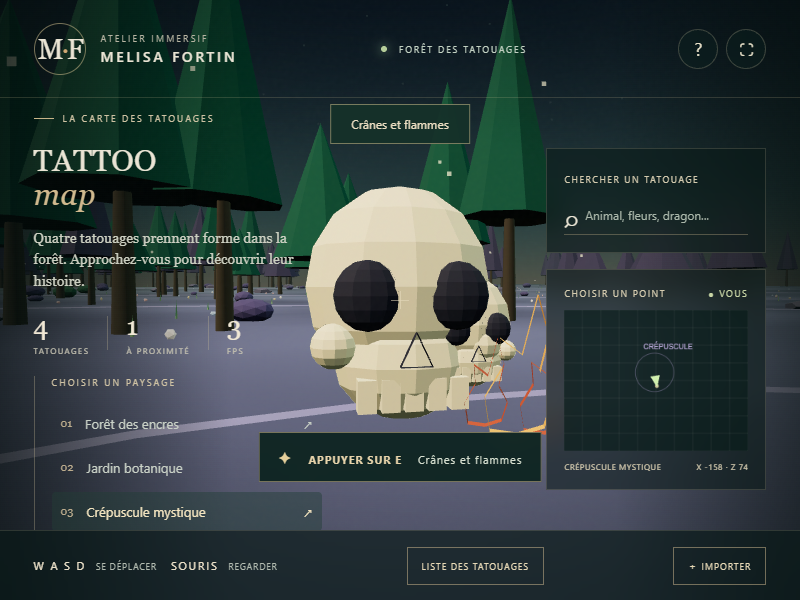 M·F
ATELIER IMMERSIF
MELISA FORTIN
FORÊT DES TATOUAGES
?
LA CARTE DES TATOUAGES
TATTOO
map
Quatre tatouages prennent forme dans la
forêt. Approchez-vous pour découvrir leur
histoire.
4
TATOUAGES
1
À PROXIMITÉ
3
FPS
CHOISIR UN PAYSAGE
01 Forêt des encres ↗
02 Jardin botanique
03 Crépuscule mystique ↗
Crânes et flammes
✦ APPUYER SUR E Crânes et flammes
CHERCHER UN TATOUAGE
Animal, fleurs, dragon...
CHOISIR UN POINT
● VOUS
CRÉPUSCULE
CRÉPUSCULE MYSTIQUE
X -158 · Z 74
WASD SE DÉPLACER SOURIS REGARDER
LISTE DES TATOUAGES
+ IMPORTER